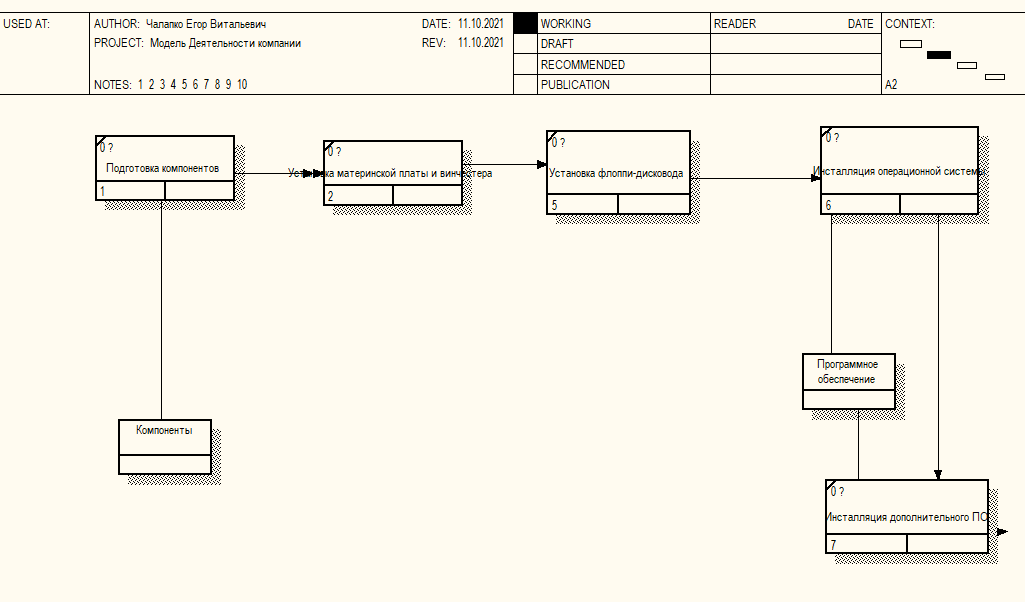 USED AT:
AUTHOR: Чалапко Егор Витальевич
DATE: 11.10.2021
PROJECT: Модель Деятельности компании
REV: 11.10.2021
NOTES: 1 2 3 4 5 6 7 8 9 10
WORKING
DRAFT
RECOMMENDED
PUBLICATION
READER DATE
CONTEXT:
A2
0 ?
Подготовка компонентов
1
0 ?
Установка материнской платы и винчестера
2
0 ?
Установка флоппи-дисковода
5
0 ?
Инсталляция операционной системы
6
Программное
обеспечение
Компоненты
0 ?
Инсталляция дополнительного ПО
7